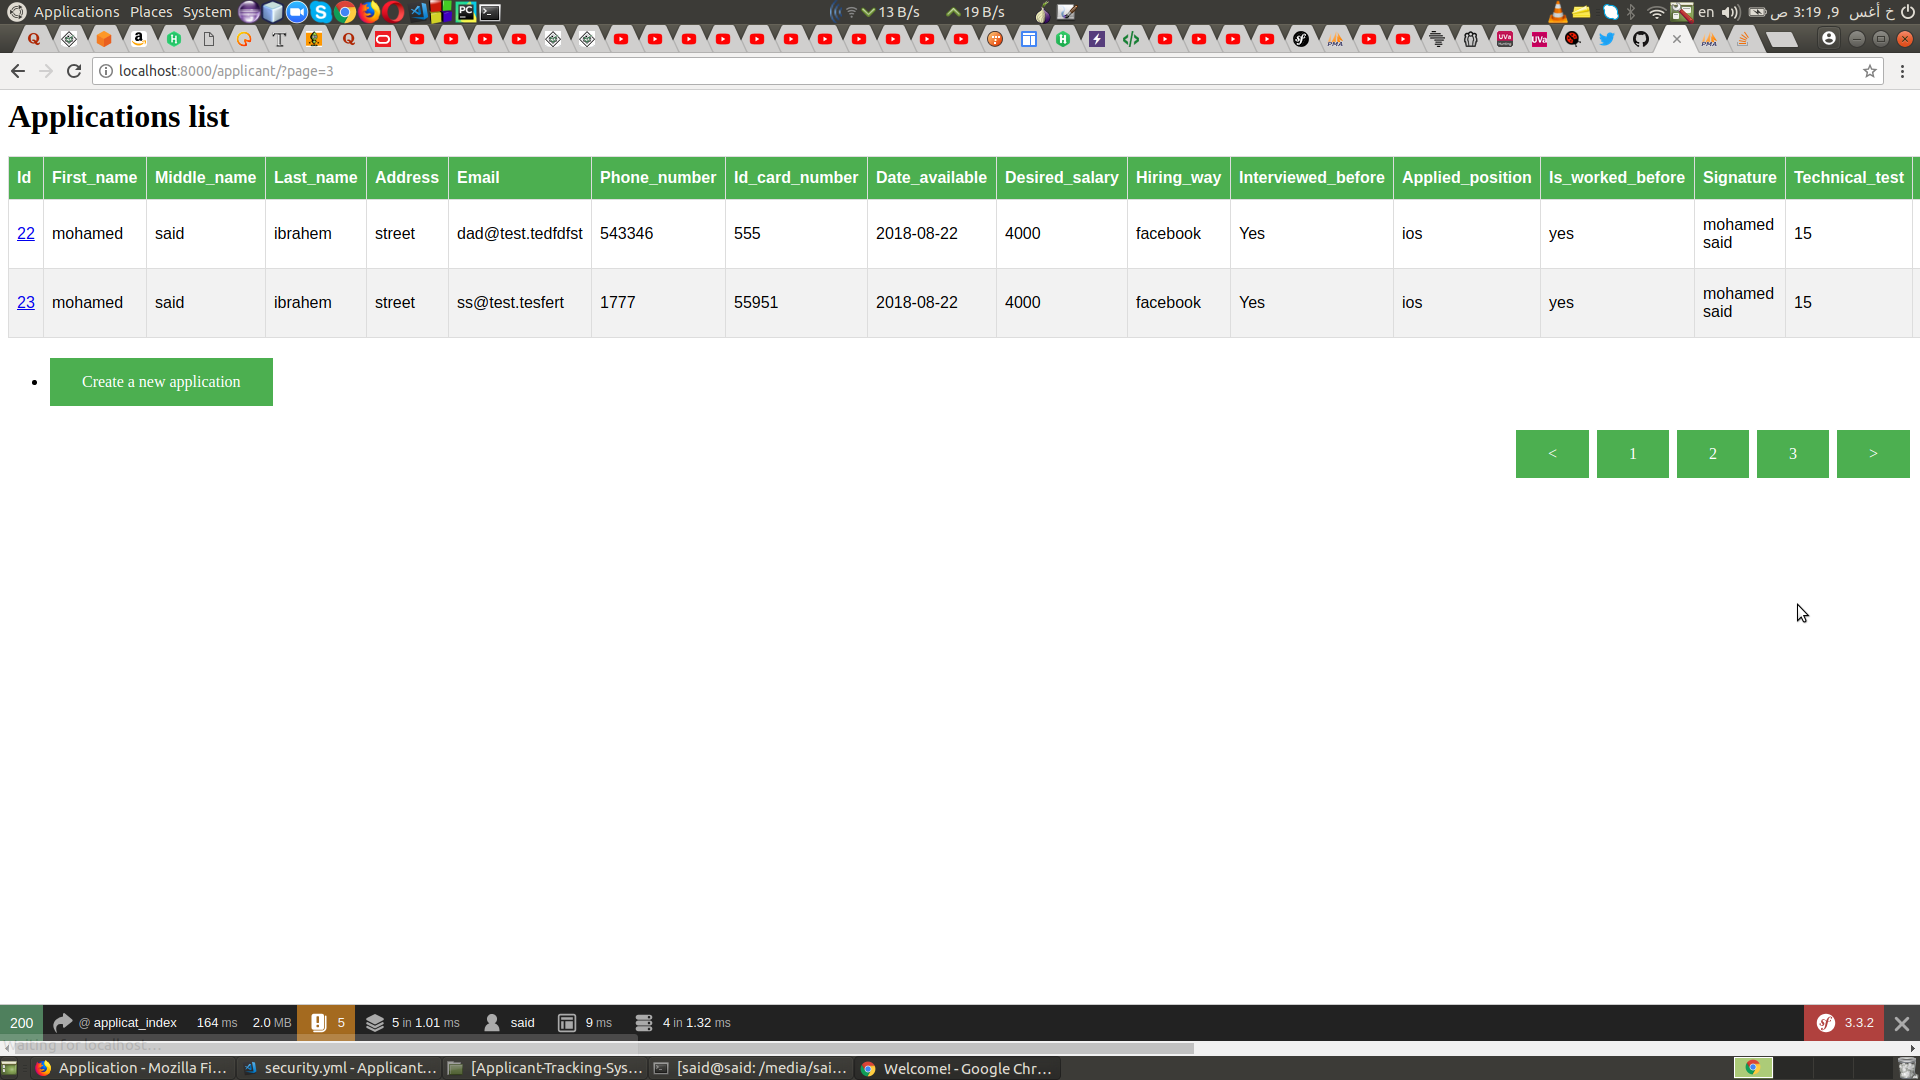 Applications Places System 13 B/s 19 B/s en ص 3:19 ,9 خ أغس
localhost:8000/applicant/?page=3
Applications list
Id First_name Middle_name Last_name Address Email Phone_number Id_card_number Date_available Desired_salary Hiring_way Interviewed_before Applied_position Is_worked_before Signature Technical_test
22 mohamed said ibrahem street dad@test.tedfdfst 543346 555 2018-08-22 4000 facebook Yes ios yes mohamed said 15
23 mohamed said ibrahem street ss@test.tesfert 1777 55951 2018-08-22 4000 facebook Yes ios yes mohamed said 15
Create a new application
< 1 2 3 >
200 @ applicat_index 164 ms 2.0 MB 5 5 in 1.01 ms said 9 ms 4 in 1.32 ms 3.3.2
Waiting for localhost...
Application - Mozilla Fi... security.yml - Applicant... [Applicant-Tracking-Sys... [said@said: /media/sai... Welcome! - Google Chr...